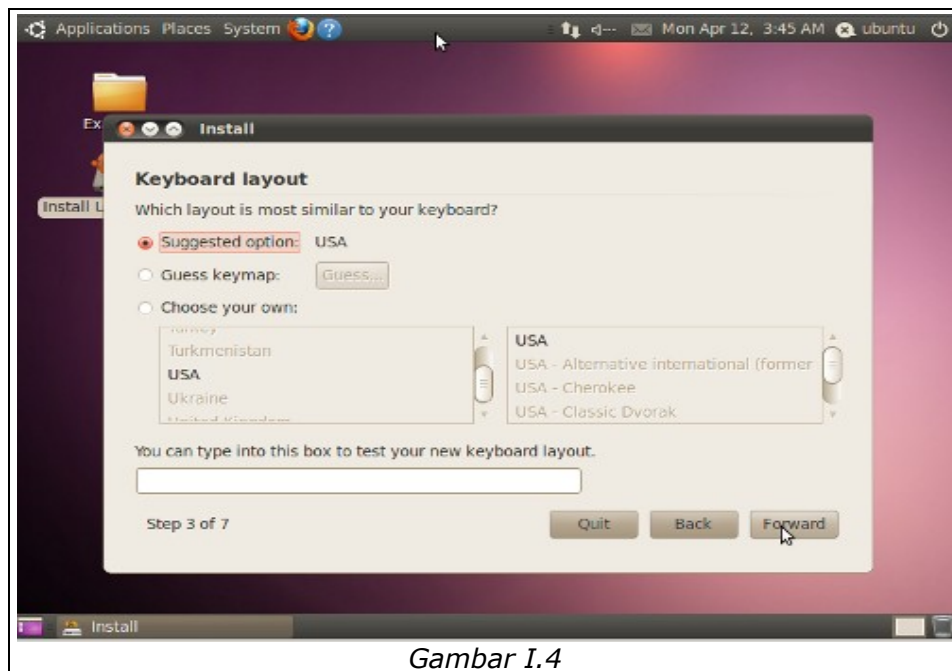 Applications Places System Mon Apr 12, 3:45 AM ubuntu
Install
Keyboard layout
Which layout is most similar to your keyboard?
Suggested option: USA
Guess keymap: Guess...
Choose your own:
Turkmenistan
USA
Ukraine
United Kingdom
USA
USA - Alternative international (former
USA - Cherokee
USA - Classic Dvorak
You can type into this box to test your new keyboard layout.
Step 3 of 7 Quit Back Forward
Install
Gambar I.4